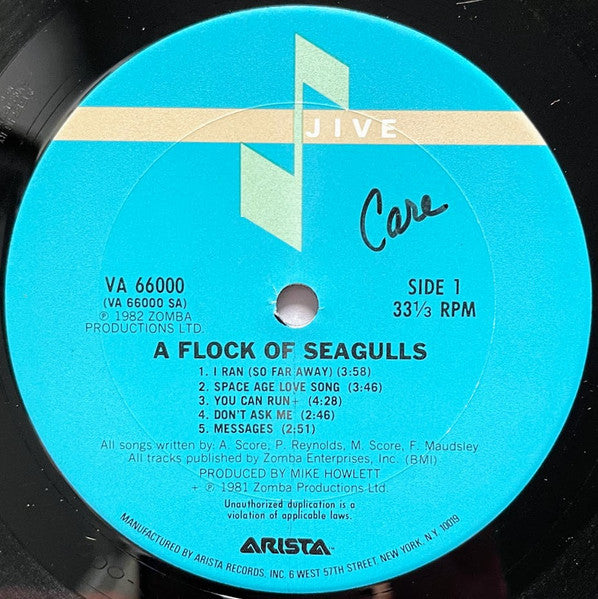 JIVE
Care
VA 66000
(VA 66000 SA)
℗ 1982 ZOMBA
PRODUCTIONS LTD.
SIDE 1
33⅓ RPM
A FLOCK OF SEAGULLS
1. I RAN (SO FAR AWAY) (3:58)
2. SPACE AGE LOVE SONG (3:46)
3. YOU CAN RUN+ (4:28)
4. DON'T ASK ME (2:46)
5. MESSAGES (2:51)
All songs written by: A. Score, P. Reynolds, M. Score, F. Maudsley
All tracks published by Zomba Enterprises, Inc. (BMI)
PRODUCED BY MIKE HOWLETT
+ ℗ 1981 Zomba Productions Ltd.
Unauthorized duplication is a
violation of applicable laws.
ARISTA
MANUFACTURED BY ARISTA RECORDS, INC. 6 WEST 57TH STREET, NEW YORK, N.Y. 10019